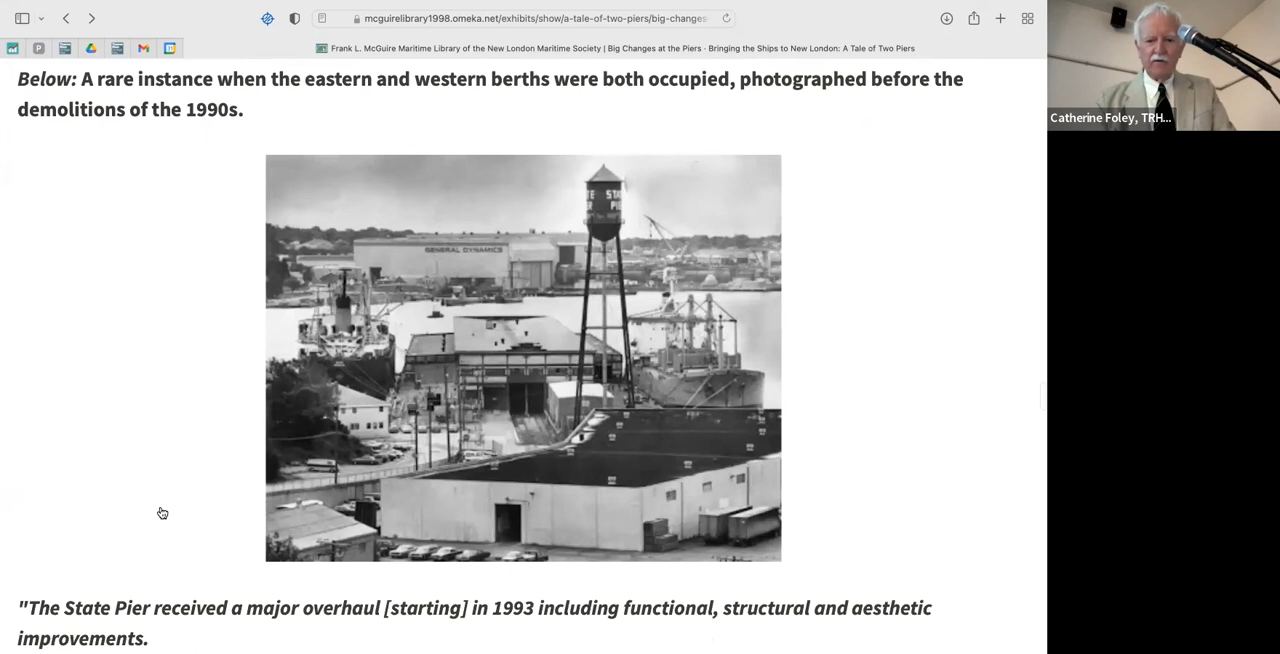 mcguirelibrary1998.omeka.net/exhibits/show/a-tale-of-two-piers/big-changes-
Frank L. McGuire Maritime Library of the New London Maritime Society | Big Changes at the Piers · Bringing the Ships to New London: A Tale of Two Piers
Below: A rare instance when the eastern and western berths were both occupied, photographed before the
demolitions of the 1990s.
Catherine Foley, TRH...
GENERAL DYNAMICS
"The State Pier received a major overhaul [starting] in 1993 including functional, structural and aesthetic
improvements.